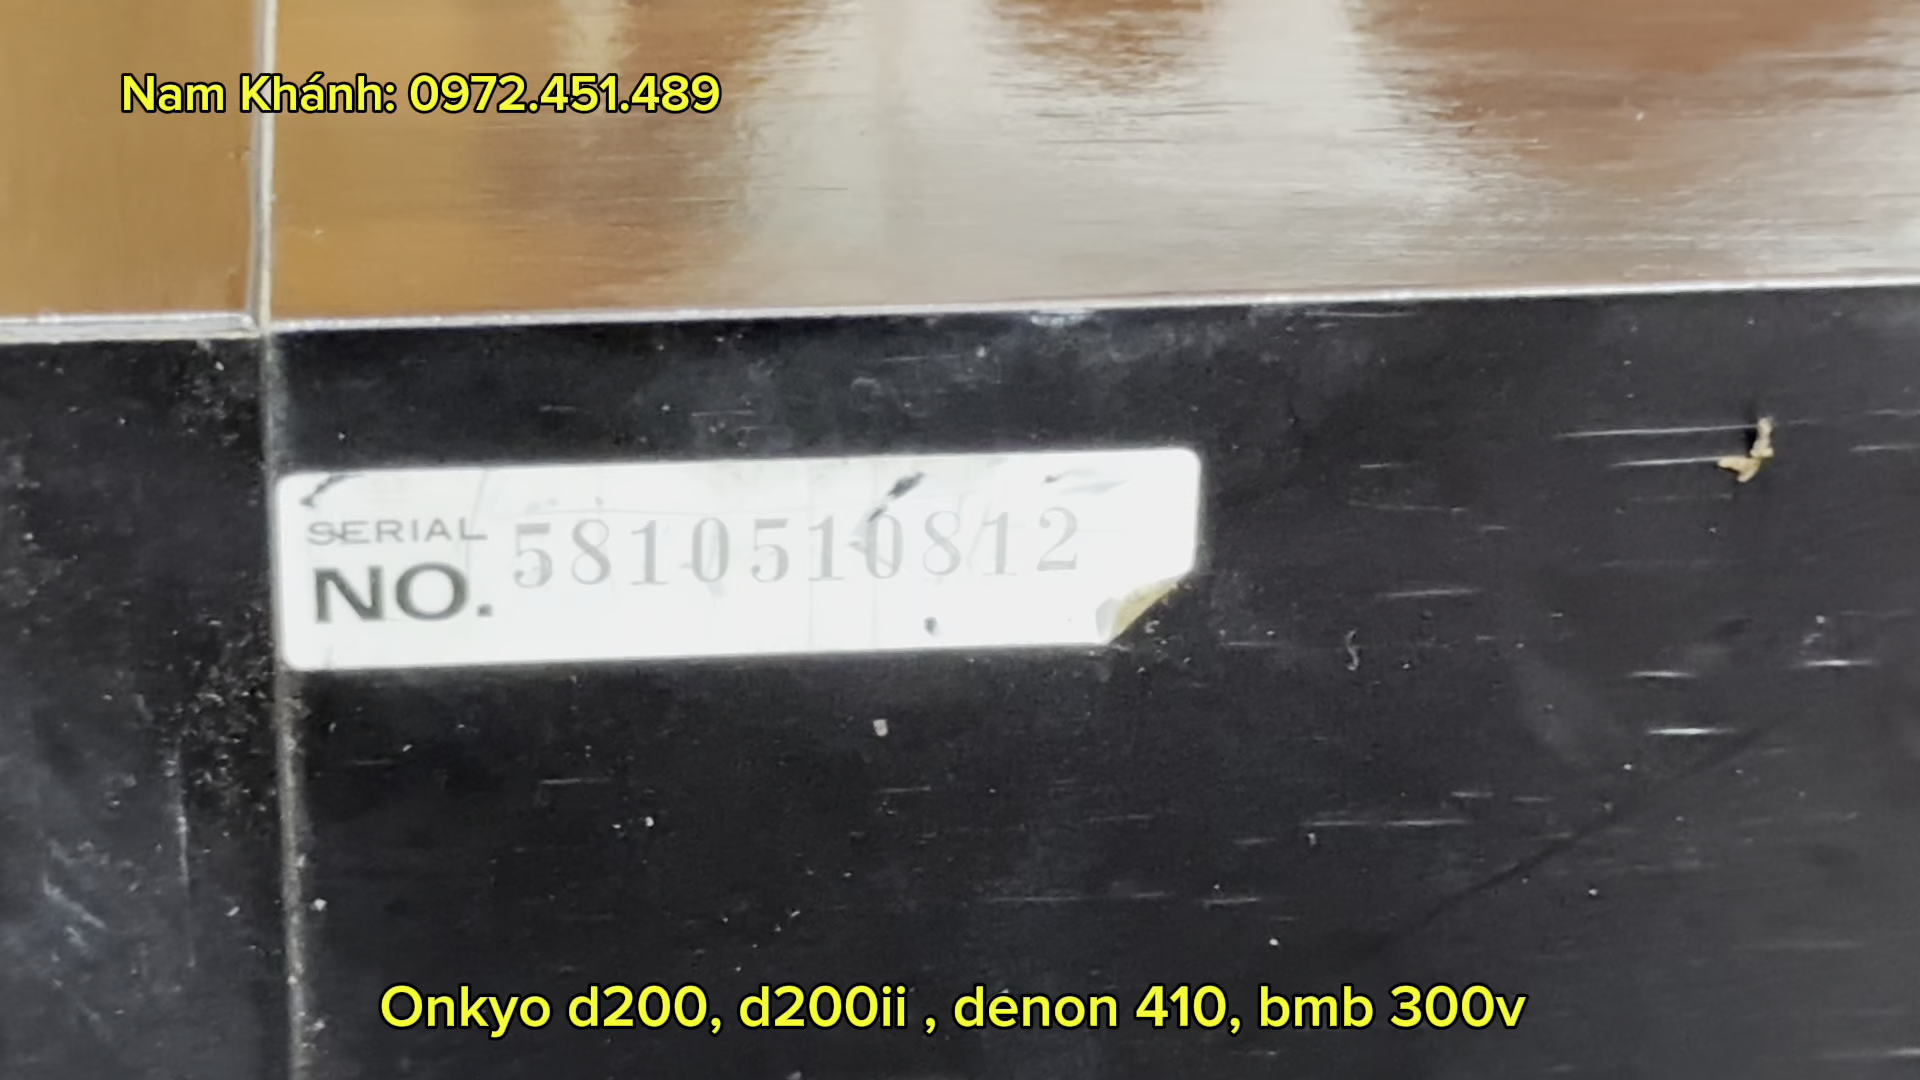 Nam Khánh: 0972.451.489
SERIAL
NO. 5810510812
Onkyo d200, d200ii , denon 410, bmb 300v